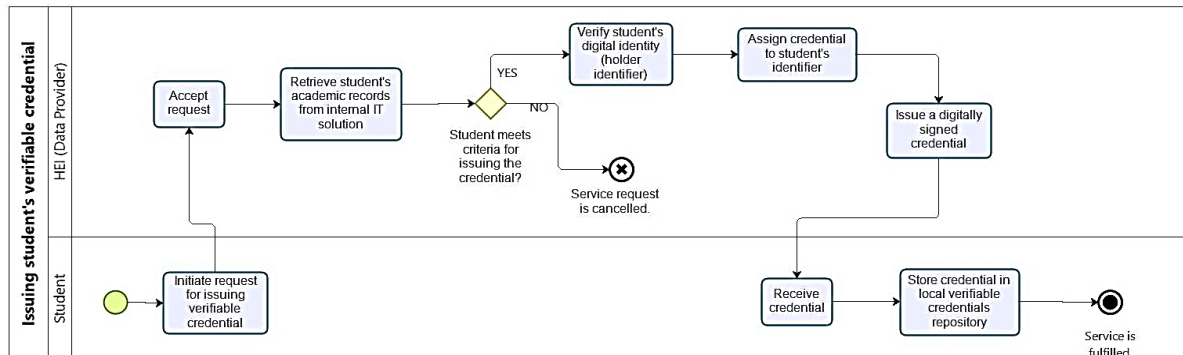 Issuing student's verifiable credential
HEI (Data Provider)
Accept
request
Retrieve student's
academic records
from internal IT
solution
YES
NO
Student meets
criteria for
issuing the
credential?
Verify student's
digital identity
(holder
identifier)
Assign credential
to student's
identifier
Issue a digitally
signed
credential
Service request
is cancelled.
Student
Initiate request
for issuing
verifiable
credential
Receive
credential
Store credential in
local verifiable
credentials
repository
Service is
fulfilled